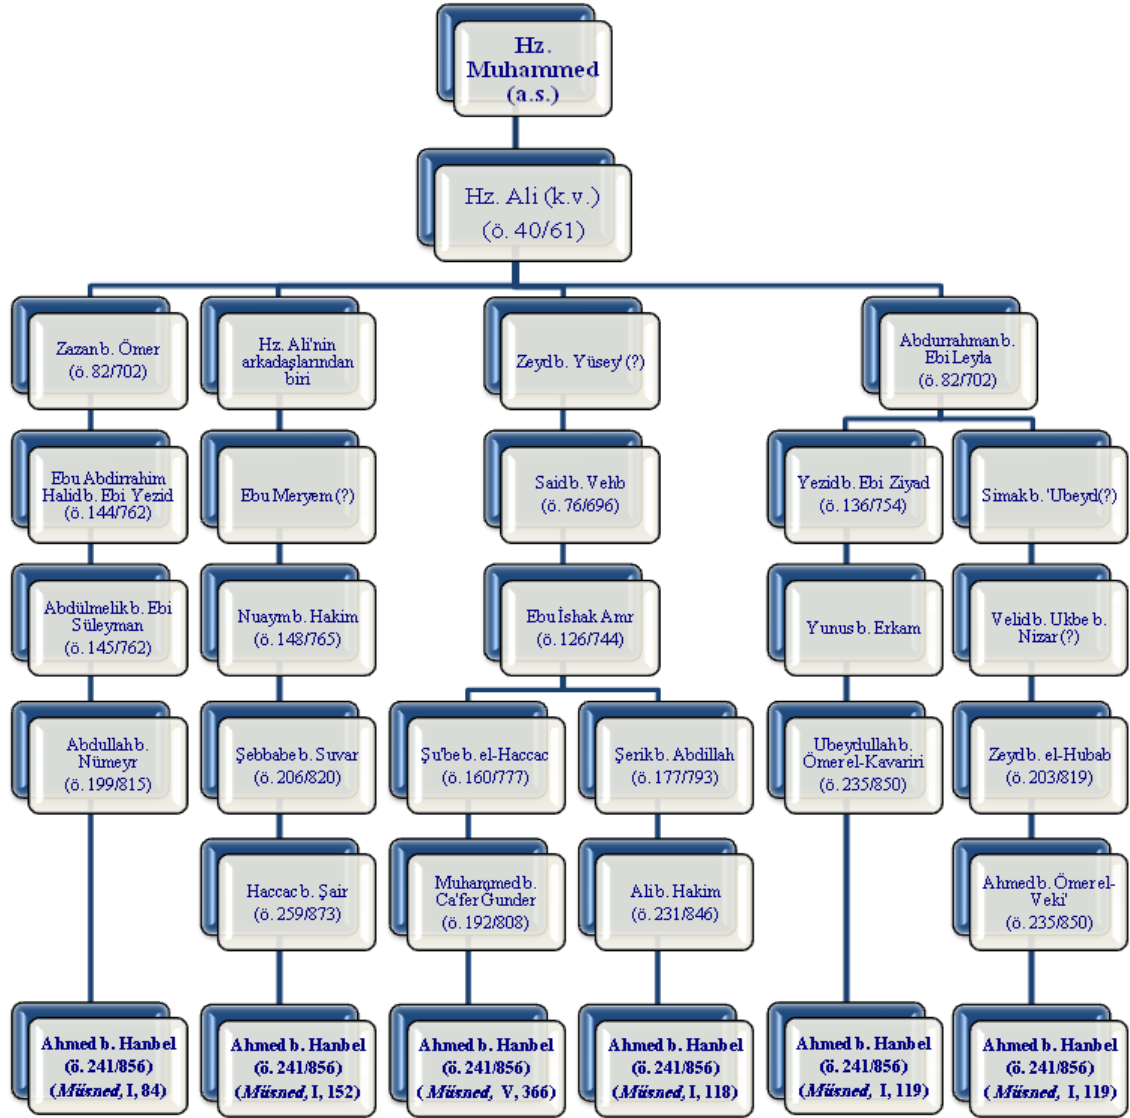 Hz.
Muhammed
(a.s.)
Hz. Ali (k.v.)
(ö. 40/61)
Zazan b. Ömer
(ö. 82/702)
Hz. Ali'nin
arkadaşlarından
biri
Zeyd b. Yüsey' (?)
Abdurrahman b.
Ebi Leyla
(ö. 82/702)
Ebu Abdirrahim
Halid b. Ebi Yezid
(ö. 144/762)
Ebu Meryem (?)
Said b. Vehb
(ö. 76/696)
Yezid b. Ebi Ziyad
(ö. 136/754)
Simak b. 'Ubeyd(?)
Abdülmelik b. Ebi
Süleyman
(ö. 145/762)
Nuaym b. Hakim
(ö. 148/765)
Ebu İshak Amr
(ö. 126/744)
Yunus b. Erkam
Velid b. Ukbe b.
Nizar (?)
Abdullah b.
Nümeyr
(ö. 199/815)
Şebbabe b. Suvar
(ö. 206/820)
Şu'be b. el-Haccac
(ö. 160/777)
Şerik b. Abdillah
(ö. 177/793)
Ubeydullah b.
Ömer el-Kavariri
(ö. 235/850)
Zeyd b. el-Hubab
(ö. 203/819)
Haccac b. Şair
(ö. 259/873)
Muhammed b.
Ca'fer Gunder
(ö. 192/808)
Ali b. Hakim
(ö. 231/846)
Ahmed b. Ömer el-
Veki'
(ö. 235/850)
Ahmed b. Hanbel
(ö. 241/856)
(Müsned, I, 84)
Ahmed b. Hanbel
(ö. 241/856)
(Müsned, I, 152)
Ahmed b. Hanbel
(ö. 241/856)
(Müsned, V, 366)
Ahmed b. Hanbel
(ö. 241/856)
(Müsned, I, 118)
Ahmed b. Hanbel
(ö. 241/856)
(Müsned, I, 119)
Ahmed b. Hanbel
(ö. 241/856)
(Müsned, I, 119)